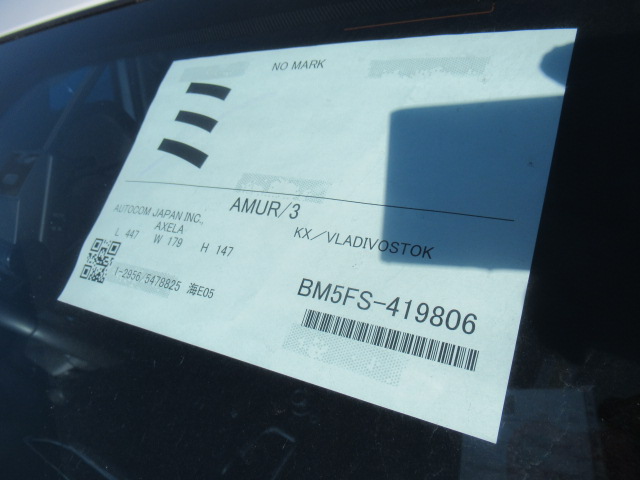 NO MARK
三
AMUR/3
KX/VLADIVOSTOK
AUTOCOM JAPAN INC.,
AXELA
L 447 W 179 H 147
1-2956/5478825 海E05
BM5FS-419806